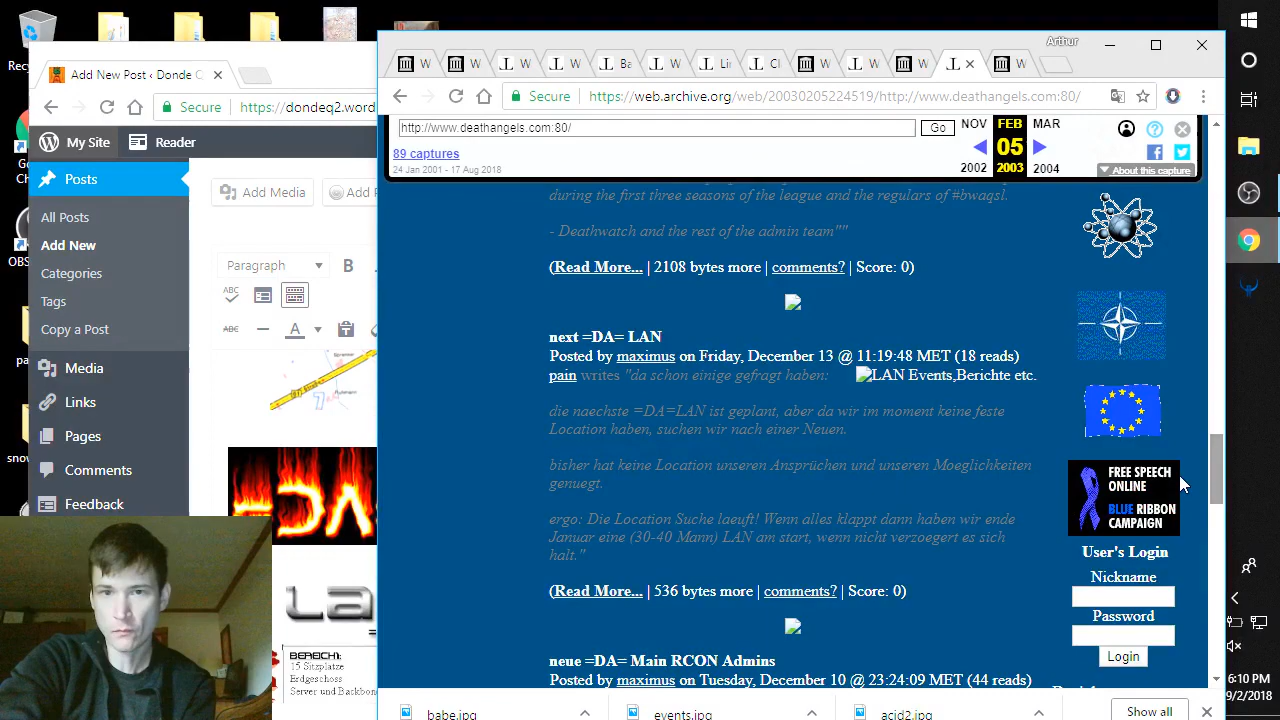 Arthur
Add New Post ‹ Donde C
Secure
https://dondeq2.word
Secure
https://web.archive.org/web/20030205224519/http://www.deathangels.com:80/
My Site
Reader
Posts
All Posts
Add New
Categories
Tags
Copy a Post
Media
Links
Pages
Comments
Feedback
Add Media
Add P
Paragraph
B
ABC
ABC
A
=DA
BEREICH1:
15 Sitzplätze
Erdgeschoss
Server und Backbon
http://www.deathangels.com:80/
Go
NOV
FEB
MAR
89 captures
05
24 Jan 2001 - 17 Aug 2018
2002
2003
2004
About this capture
during the first three seasons of the league and the regulars of #bwaqsl.
- Deathwatch and the rest of the admin team""
(Read More... | 2108 bytes more | comments? | Score: 0)
next =DA= LAN
Posted by maximus on Friday, December 13 @ 11:19:48 MET (18 reads)
pain writes "da schon einige gefragt haben:
LAN Events,Berichte etc.
die naechste =DA=LAN ist geplant, aber da wir im moment keine feste
Location haben, suchen wir nach einer Neuen.
bisher hat keine Location unseren Ansprüchen und unseren Moeglichkeiten
genuegt.
ergo: Die Location Suche laeuft! Wenn alles klappt dann haben wir ende
Januar eine (30-40 Mann) LAN am start, wenn nicht verzoegert es sich
halt."
(Read More... | 536 bytes more | comments? | Score: 0)
neue =DA= Main RCON Admins
Posted by maximus on Tuesday, December 10 @ 23:24:09 MET (44 reads)
FREE SPEECH
ONLINE
BLUE RIBBON
CAMPAIGN
User's Login
Nickname
Password
Login
babe.jpg
events.jpg
acid2.jpg
Show all
6:10 PM
9/2/2018